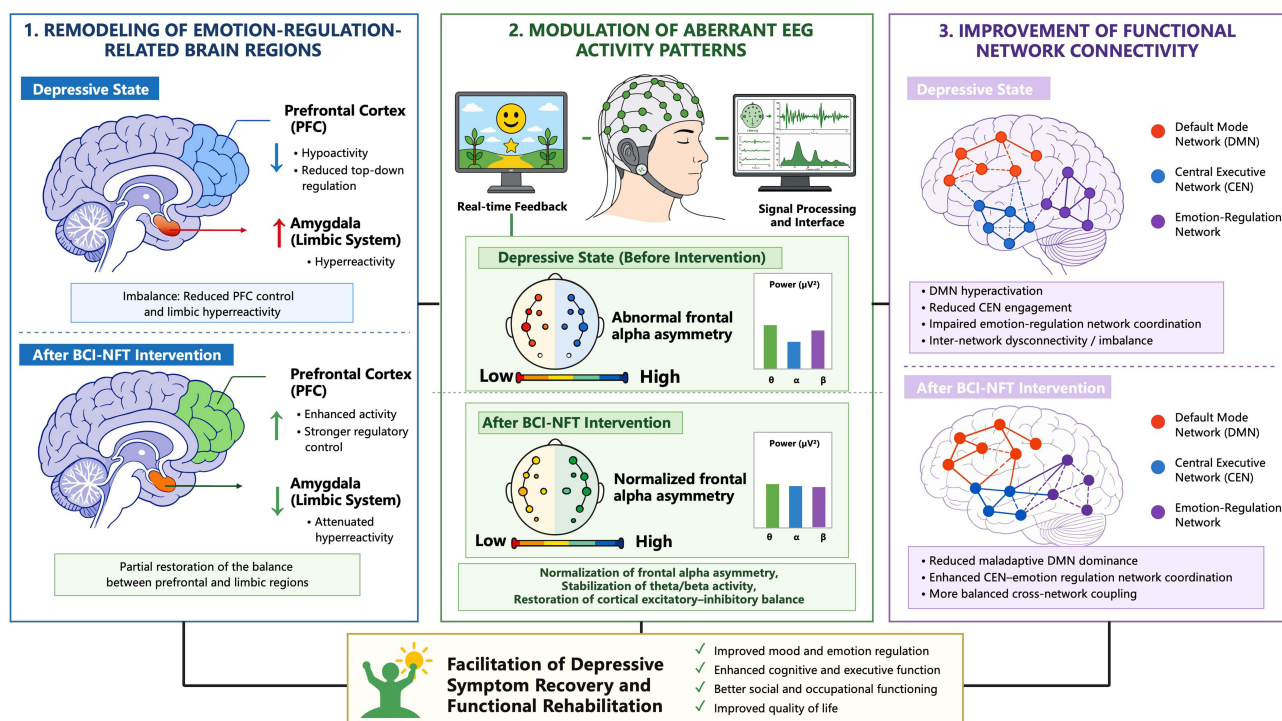 1. REMODELING OF EMOTION-REGULATION-
RELATED BRAIN REGIONS
Depressive State
Prefrontal Cortex
(PFC)
• Hypoactivity
• Reduced top-down
regulation
Amygdala
(Limbic System)
• Hyperreactivity
Imbalance: Reduced PFC control
and limbic hyperreactivity
After BCI-NFT Intervention
Prefrontal Cortex
(PFC)
• Enhanced activity
• Stronger regulatory
control
Amygdala
(Limbic System)
• Attenuated
hyperreactivity
Partial restoration of the balance
between prefrontal and limbic regions
2. MODULATION OF ABERRANT EEG
ACTIVITY PATTERNS
Real-time Feedback
Signal Processing
and Interface
Depressive State (Before Intervention)
Abnormal frontal
alpha asymmetry
Low
High
Power (μV²)
θ α β
After BCI-NFT Intervention
Normalized frontal
alpha asymmetry
Low
High
Power (μV²)
θ α β
Normalization of frontal alpha asymmetry,
Stabilization of theta/beta activity,
Restoration of cortical excitatory–inhibitory balance
3. IMPROVEMENT OF FUNCTIONAL
NETWORK CONNECTIVITY
Depressive State
Default Mode
Network (DMN)
Central Executive
Network (CEN)
Emotion-Regulation
Network
• DMN hyperactivation
• Reduced CEN engagement
• Impaired emotion-regulation network coordination
• Inter-network dysconnectivity / imbalance
After BCI-NFT Intervention
Default Mode
Network (DMN)
Central Executive
Network (CEN)
Emotion-Regulation
Network
• Reduced maladaptive DMN dominance
• Enhanced CEN–emotion regulation network coordination
• More balanced cross-network coupling
Facilitation of Depressive
Symptom Recovery and
Functional Rehabilitation
✓ Improved mood and emotion regulation
✓ Enhanced cognitive and executive function
✓ Better social and occupational functioning
✓ Improved quality of life